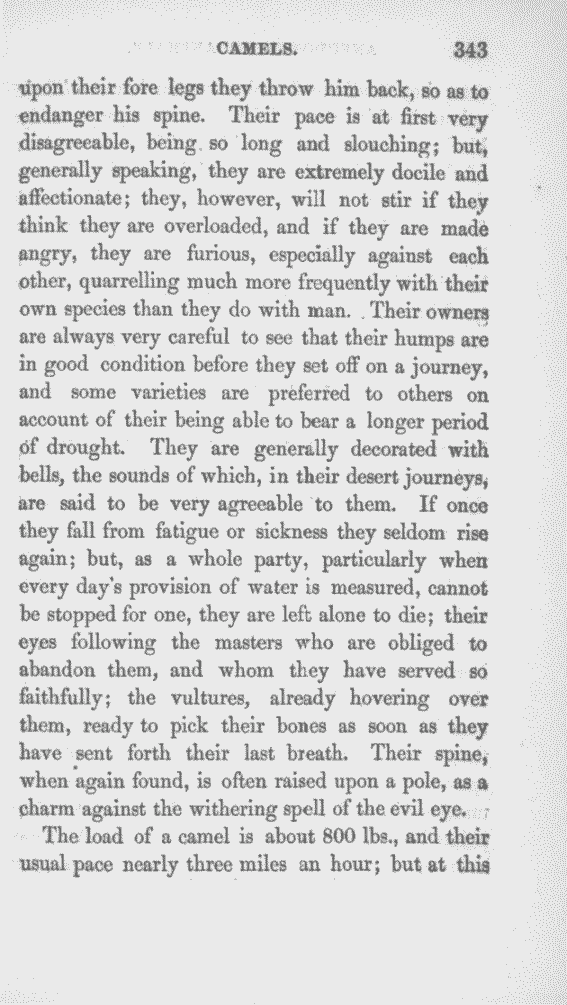 CAMELS. 343
upon their fore legs they throw him back, so as to
endanger his spine. Their pace is at first very
disagreeable, being so long and slouching; but,
generally speaking, they are extremely docile and
affectionate; they, however, will not stir if they
think they are overloaded, and if they are made
angry, they are furious, especially against each
other, quarrelling much more frequently with their
own species than they do with man. Their owners
are always very careful to see that their humps are
in good condition before they set off on a journey,
and some varieties are preferred to others on
account of their being able to bear a longer period
of drought. They are generally decorated with
bells, the sounds of which, in their desert journeys,
are said to be very agreeable to them. If once
they fall from fatigue or sickness they seldom rise
again; but, as a whole party, particularly when
every day's provision of water is measured, cannot
be stopped for one, they are left alone to die; their
eyes following the masters who are obliged to
abandon them, and whom they have served so
faithfully; the vultures, already hovering over
them, ready to pick their bones as soon as they
have sent forth their last breath. Their spine,
when again found, is often raised upon a pole, as a
charm against the withering spell of the evil eye.
The load of a camel is about 800 lbs., and their
usual pace nearly three miles an hour; but at this